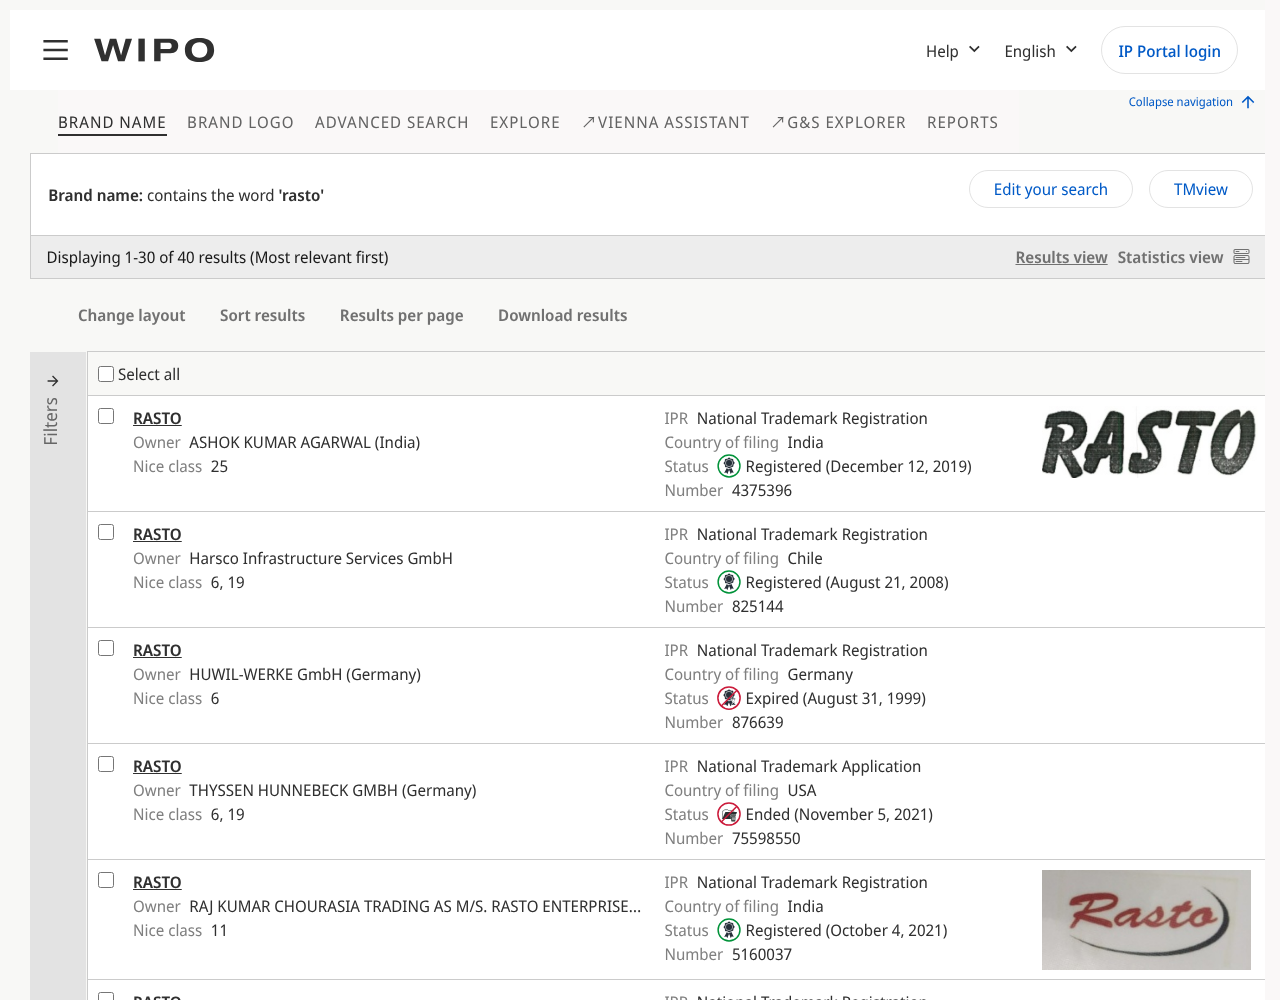 WIPO
Help
English
IP Portal login
Collapse navigation
BRAND NAME
BRAND LOGO
ADVANCED SEARCH
EXPLORE
↗VIENNA ASSISTANT
↗G&S EXPLORER
REPORTS
Brand name: contains the word 'rasto'
Edit your search
TMview
Displaying 1-30 of 40 results (Most relevant first)
Results view
Statistics view
Change layout
Sort results
Results per page
Download results
Filters
Select all
RASTO
Owner ASHOK KUMAR AGARWAL (India)
Nice class 25
IPR National Trademark Registration
Country of filing India
Status Registered (December 12, 2019)
Number 4375396
RASTO
RASTO
Owner Harsco Infrastructure Services GmbH
Nice class 6, 19
IPR National Trademark Registration
Country of filing Chile
Status Registered (August 21, 2008)
Number 825144
RASTO
Owner HUWIL-WERKE GmbH (Germany)
Nice class 6
IPR National Trademark Registration
Country of filing Germany
Status Expired (August 31, 1999)
Number 876639
RASTO
Owner THYSSEN HUNNEBECK GMBH (Germany)
Nice class 6, 19
IPR National Trademark Application
Country of filing USA
Status Ended (November 5, 2021)
Number 75598550
RASTO
Owner RAJ KUMAR CHOURASIA TRADING AS M/S. RASTO ENTERPRISE...
Nice class 11
IPR National Trademark Registration
Country of filing India
Status Registered (October 4, 2021)
Number 5160037
Rasto